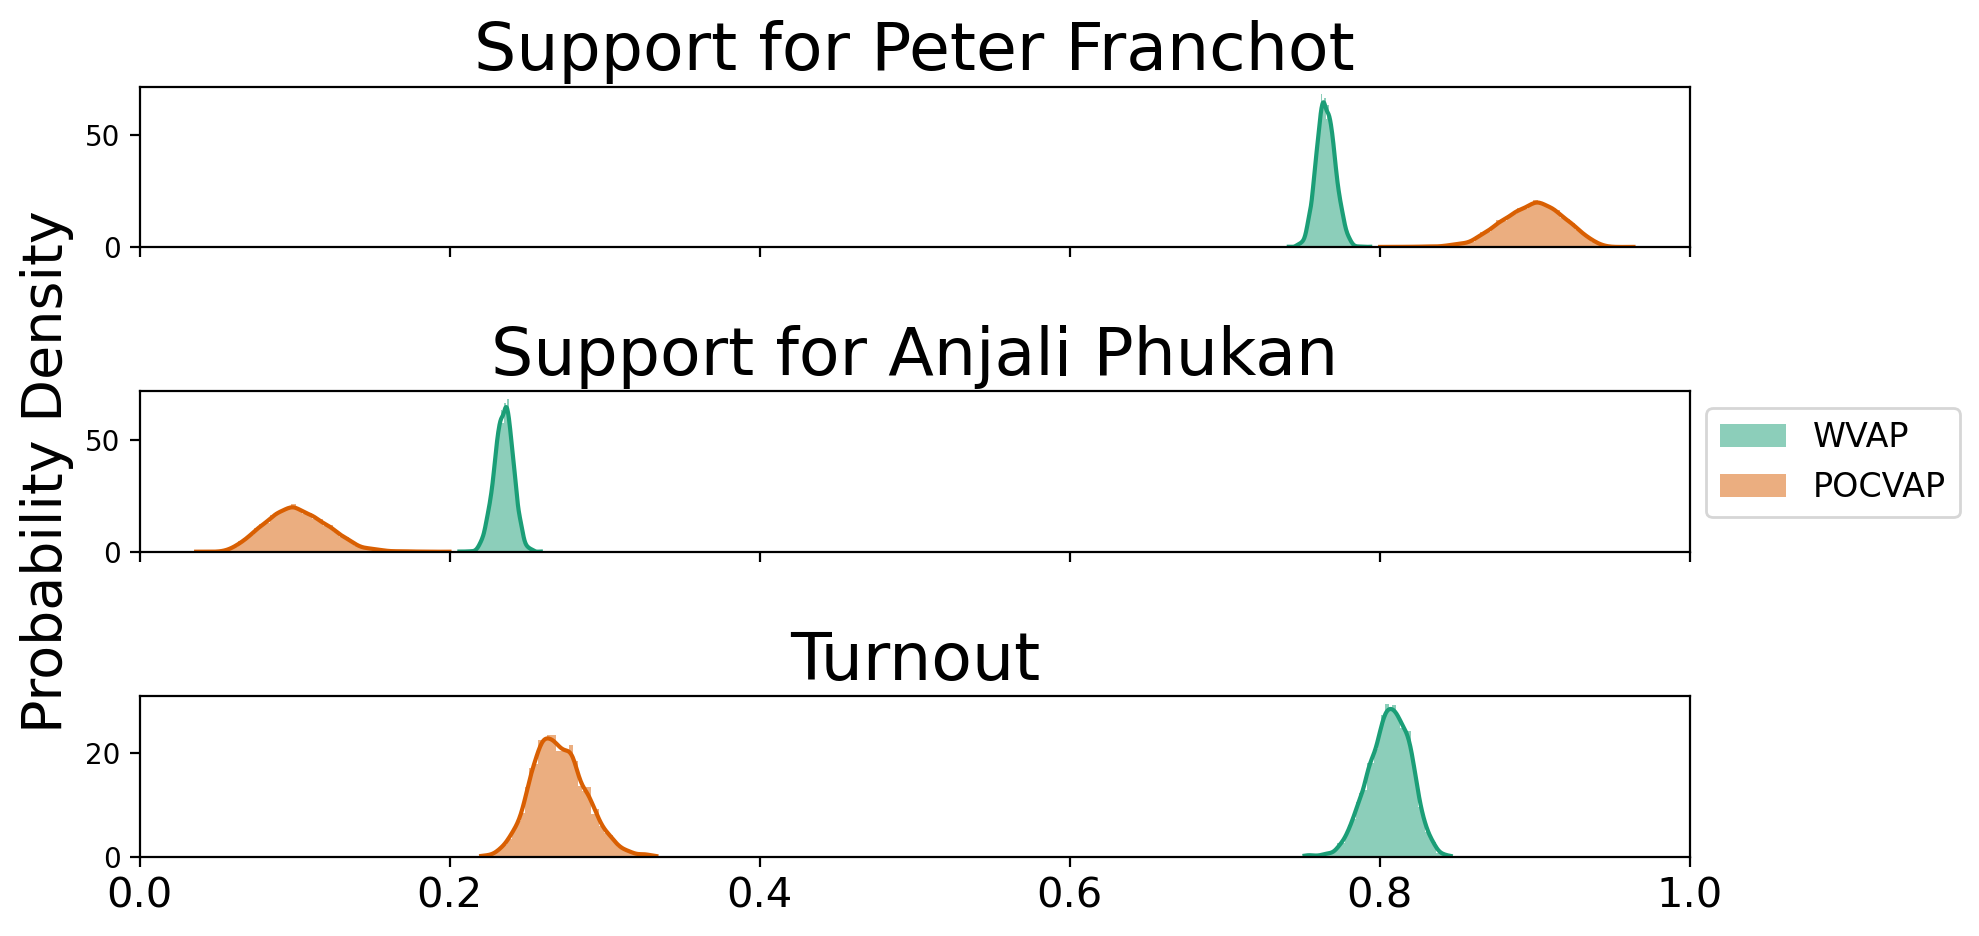 Support for Peter Franchot
50
0
Support for Anjali Phukan
50
0
Probability Density
WVAP
POCVAP
Turnout
20
0
0.0 0.2 0.4 0.6 0.8 1.0